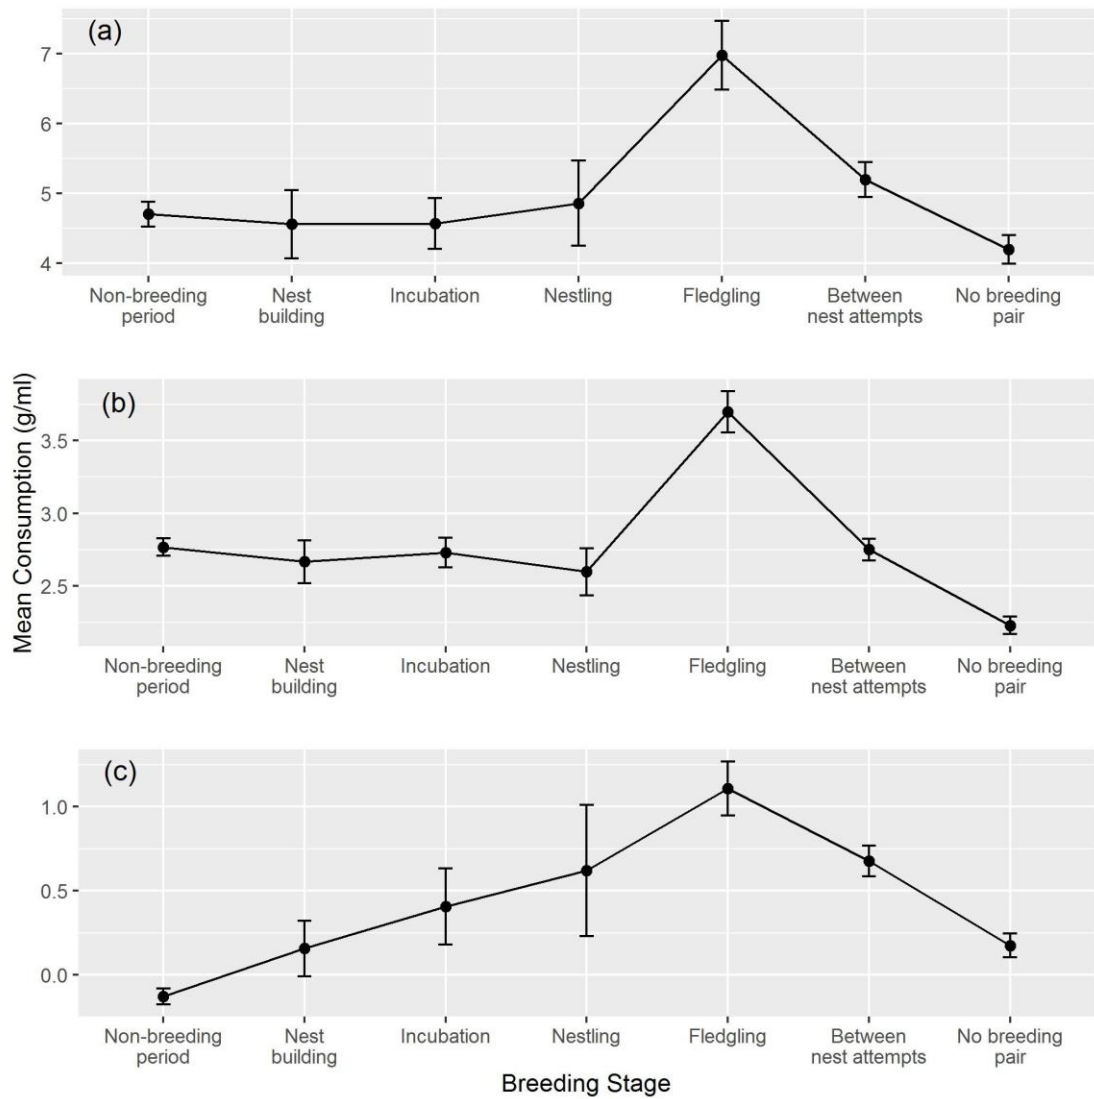 (a)
7
6
5
4
Non-breeding period
Nest building
Incubation
Nestling
Fledgling
Between nest attempts
No breeding pair
Mean Consumption (g/ml)
(b)
3.5
3.0
2.5
Non-breeding period
Nest building
Incubation
Nestling
Fledgling
Between nest attempts
No breeding pair
(c)
1.0
0.5
0.0
Non-breeding period
Nest building
Incubation
Nestling
Fledgling
Between nest attempts
No breeding pair
Breeding Stage